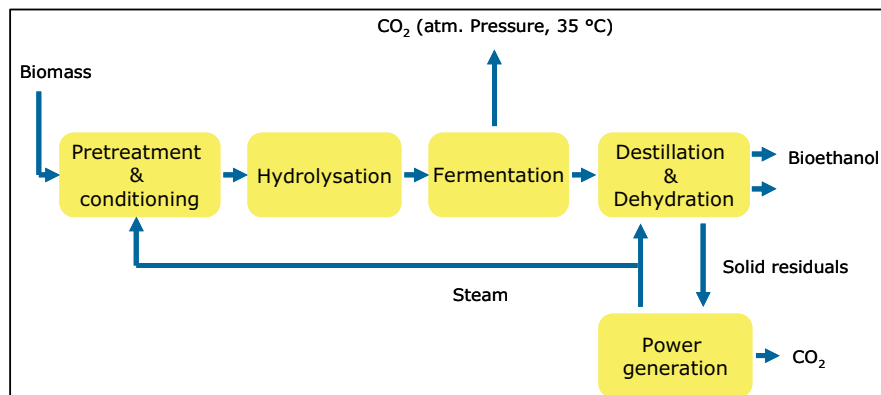 CO₂ (atm. Pressure, 35 °C)
Biomass
Pretreatment
&
conditioning
Hydrolysation
Fermentation
Destillation
&
Dehydration
Bioethanol
Solid residuals
Steam
Power
generation
CO₂